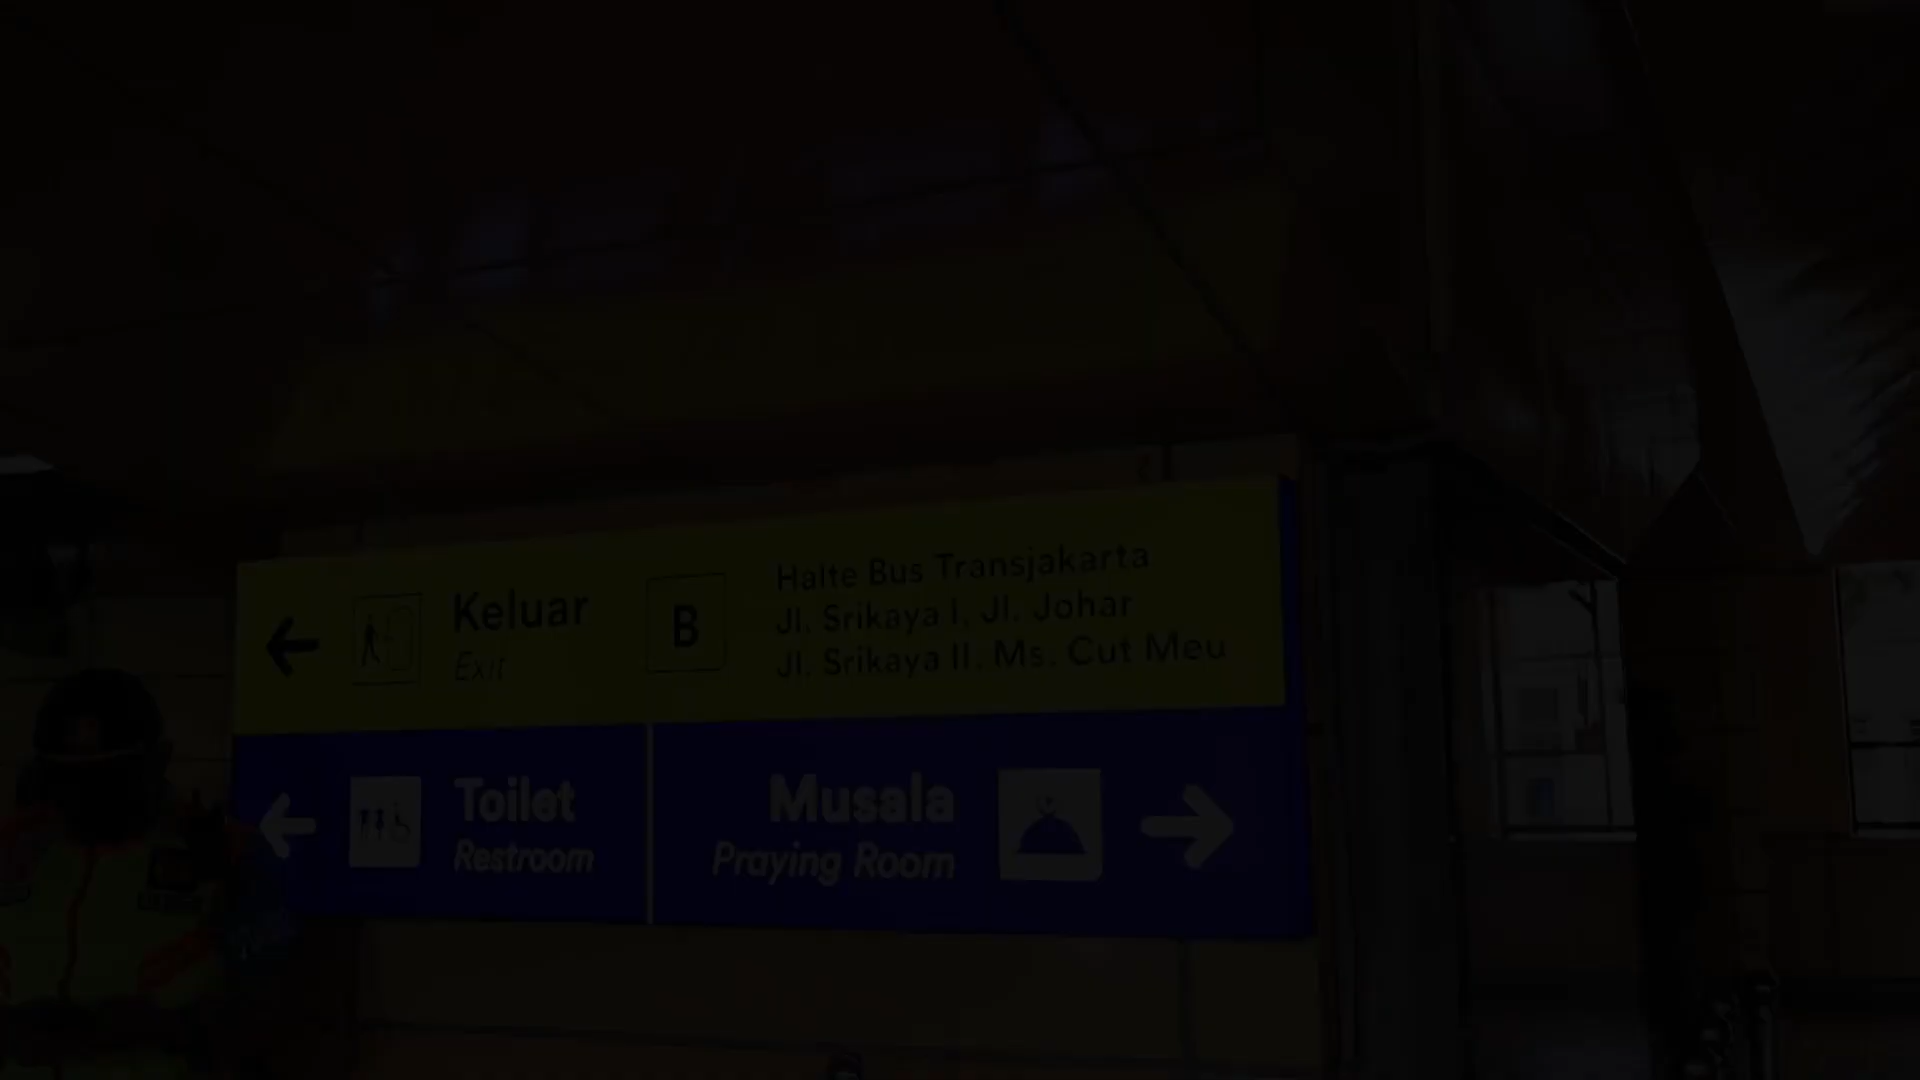 Keluar
Exit
B
Halte Bus Transjakarta
Jl. Srikaya I, Jl. Johar
Jl. Srikaya II, Ms. Cut Meu
Toilet
Restroom
Musala
Praying Room